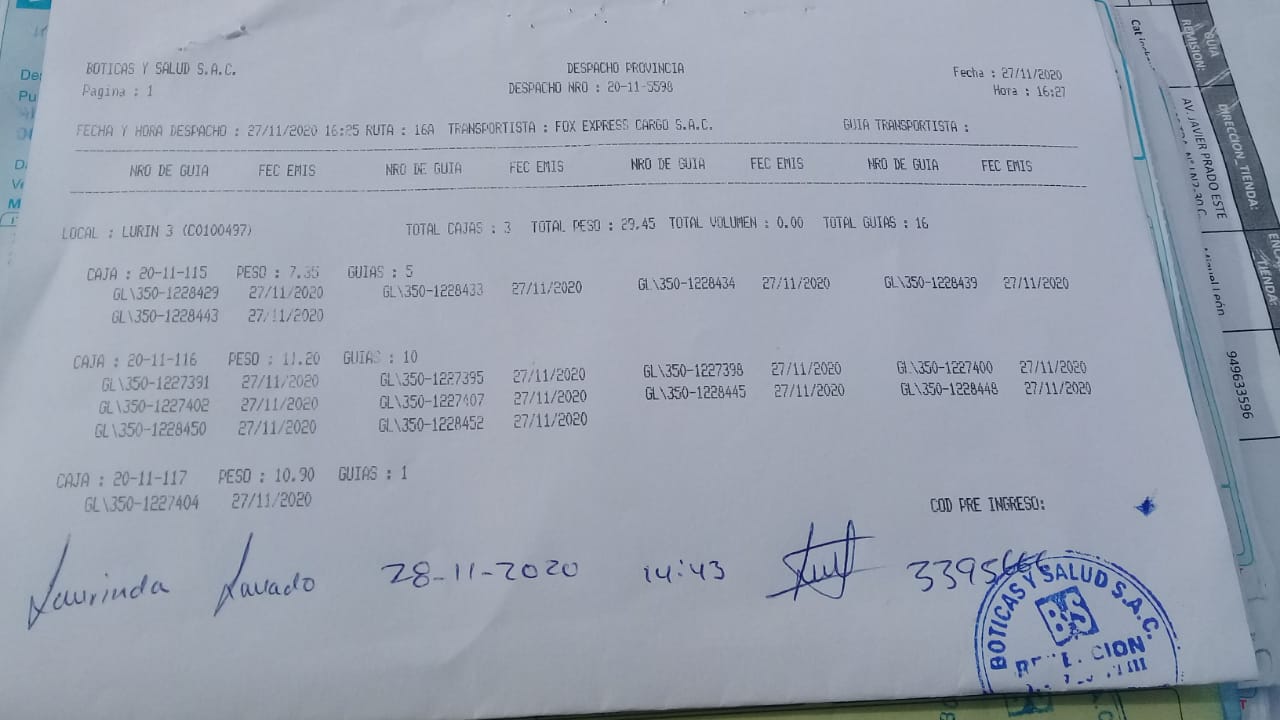 BOTICAS Y SALUD S.A.C. DESPACHO PROVINCIA Fecha : 27/11/2020
Pagina : 1 DESPACHO NRO : 20-11-5598 Hora : 16:27
FECHA Y HORA DESPACHO : 27/11/2020 16:25 RUTA : 16A TRANSPORTISTA : FOX EXPRESS CARGO S.A.C. GUIA TRANSPORTISTA :
NRO DE GUIA FEC EMIS NRO DE GUIA FEC EMIS NRO DE GUIA FEC EMIS NRO DE GUIA FEC EMIS
LOCAL : LURIN 3 (C0100497) TOTAL CAJAS : 3 TOTAL PESO : 29.45 TOTAL VOLUMEN : 0.00 TOTAL GUIAS : 16
CAJA : 20-11-115 PESO : 7.35 GUIAS : 5
GL\350-1228429 27/11/2020 GL\350-1228433 27/11/2020 GL\350-1228434 27/11/2020 GL\350-1228439 27/11/2020
GL\350-1228443 27/11/2020
CAJA : 20-11-116 PESO : 11.20 GUIAS : 10
GL\350-1227391 27/11/2020 GL\350-1227395 27/11/2020 GL\350-1227398 27/11/2020 GL\350-1227400 27/11/2020
GL\350-1227402 27/11/2020 GL\350-1227407 27/11/2020 GL\350-1228445 27/11/2020 GL\350-1228448 27/11/2020
GL\350-1228450 27/11/2020 GL\350-1228452 27/11/2020
CAJA : 20-11-117 PESO : 10.90 GUIAS : 1
GL\350-1227404 27/11/2020
COD PRE INGRESO:
Laurinda Lavado 28-11-2020 14:43 3395666
BOTICAS Y SALUD S.A.C.
BS
GUIA
REMISION:
DIRECCION_TIENDA:
AV. JAVIER PRADO ESTE
TIENDA:
Miguel León
949633596